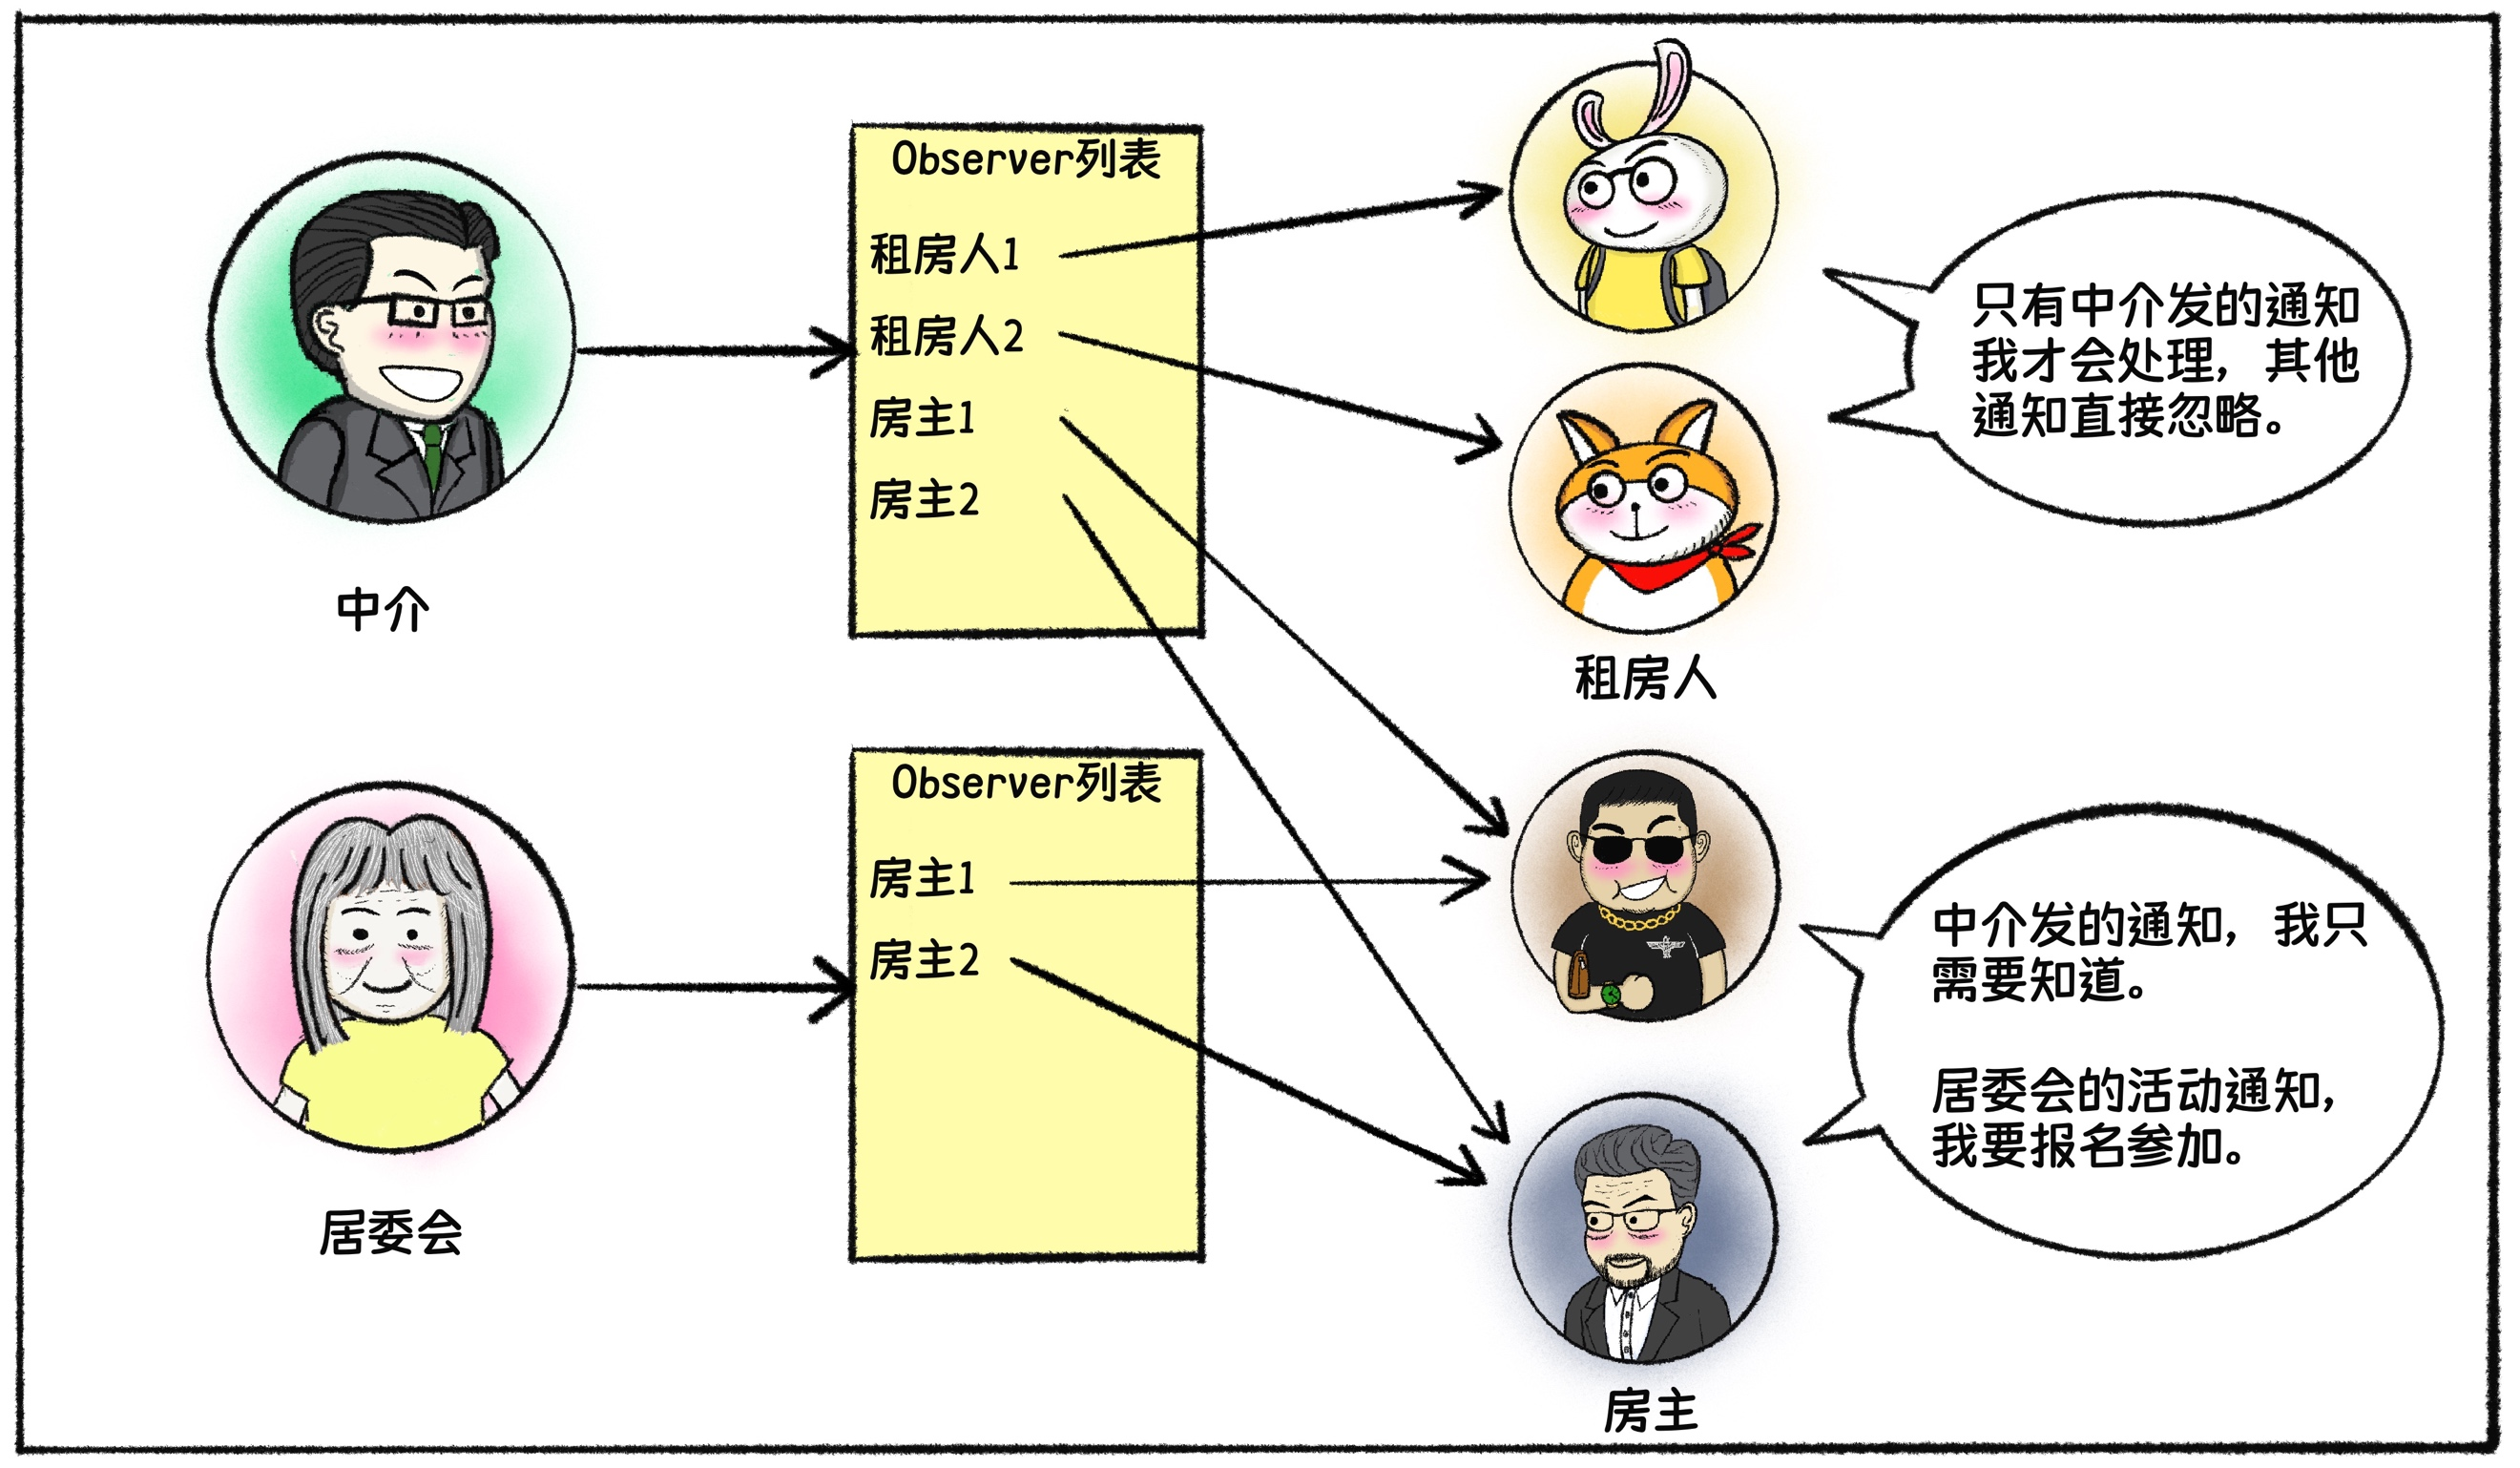 Observer列表
租房人1
租房人2
房主1
房主2
中介
只有中介发的通知
我才会处理，其他
通知直接忽略。
租房人
Observer列表
房主1
房主2
居委会
中介发的通知，我只
需要知道。
居委会的活动通知，
我要报名参加。
房主